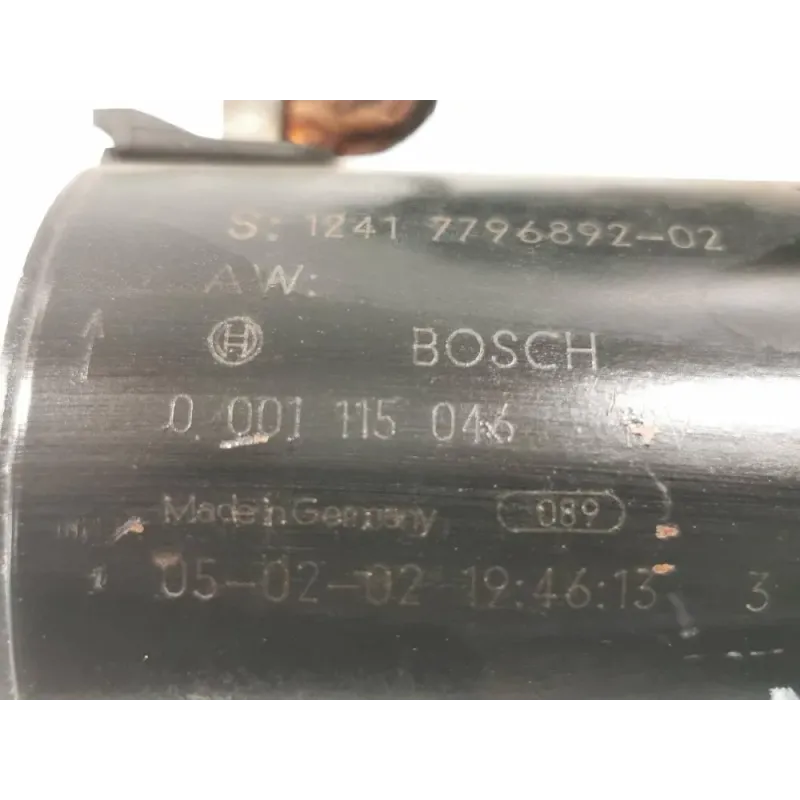 S: 1241 7796892-02
AW:
BOSCH
0 001 115 046
Made in Germany 089
05-02-02 19:46:13 3